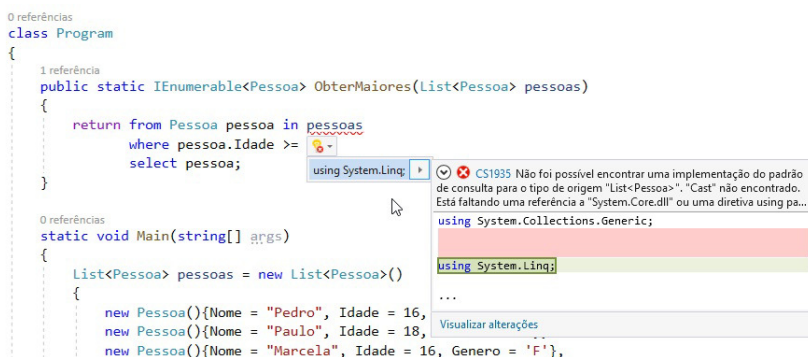 0 referências
class Program
{
1 referência
public static IEnumerable<Pessoa> ObterMaiores(List<Pessoa> pessoas)
{
return from Pessoa pessoa in pessoas
where pessoa.Idade >=
select pessoa;
}
using System.Linq;
CS1935 Não foi possível encontrar uma implementação do padrão
de consulta para o tipo de origem "List<Pessoa>". "Cast" não encontrado.
Está faltando uma referência a "System.Core.dll" ou uma diretiva using pa...
using System.Collections.Generic;
using System.Linq;
...
Visualizar alterações
0 referências
static void Main(string[] args)
{
List<Pessoa> pessoas = new List<Pessoa>()
{
new Pessoa(){Nome = "Pedro", Idade = 16,
new Pessoa(){Nome = "Paulo", Idade = 18,
new Pessoa(){Nome = "Marcela", Idade = 16, Genero = 'F'},